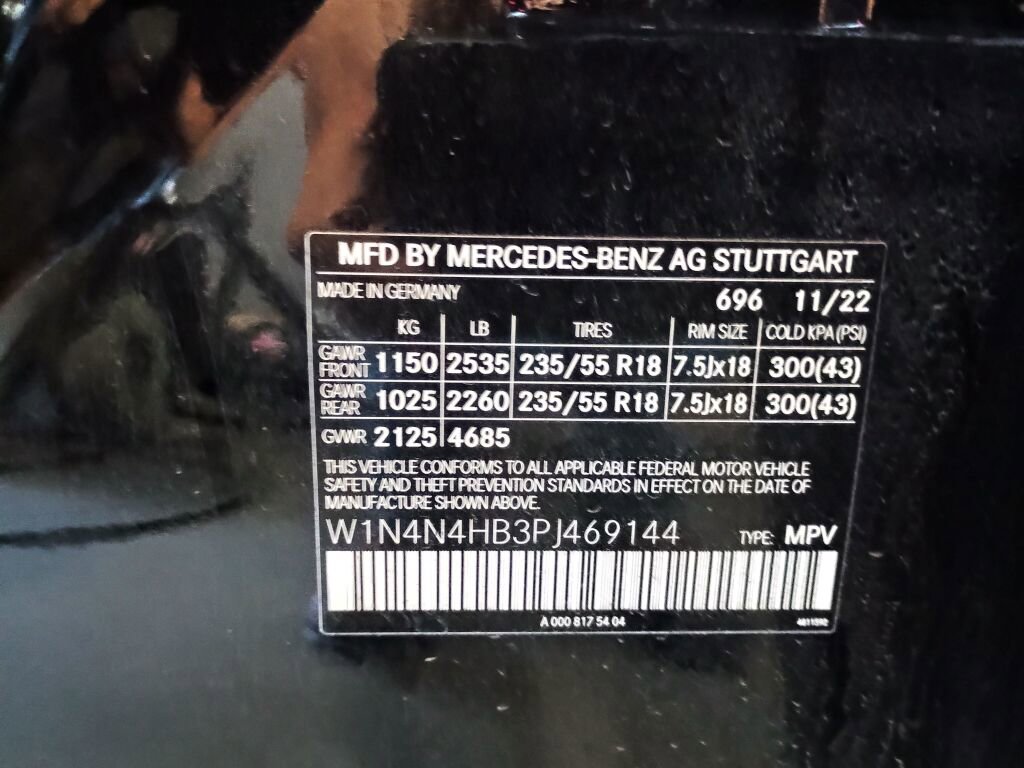 MFD BY MERCEDES-BENZ AG STUTTGART
MADE IN GERMANY 696 11/22
KG LB TIRES RIM SIZE COLD KPA (PSI)
GAWR FRONT 1150 2535 235/55 R18 7.5Jx18 300(43)
GAWR REAR 1025 2260 235/55 R18 7.5Jx18 300(43)
GVWR 2125 4685
THIS VEHICLE CONFORMS TO ALL APPLICABLE FEDERAL MOTOR VEHICLE
SAFETY AND THEFT PREVENTION STANDARDS IN EFFECT ON THE DATE OF
MANUFACTURE SHOWN ABOVE.
W1N4N4HB3PJ469144 TYPE: MPV
A 000 817 54 04